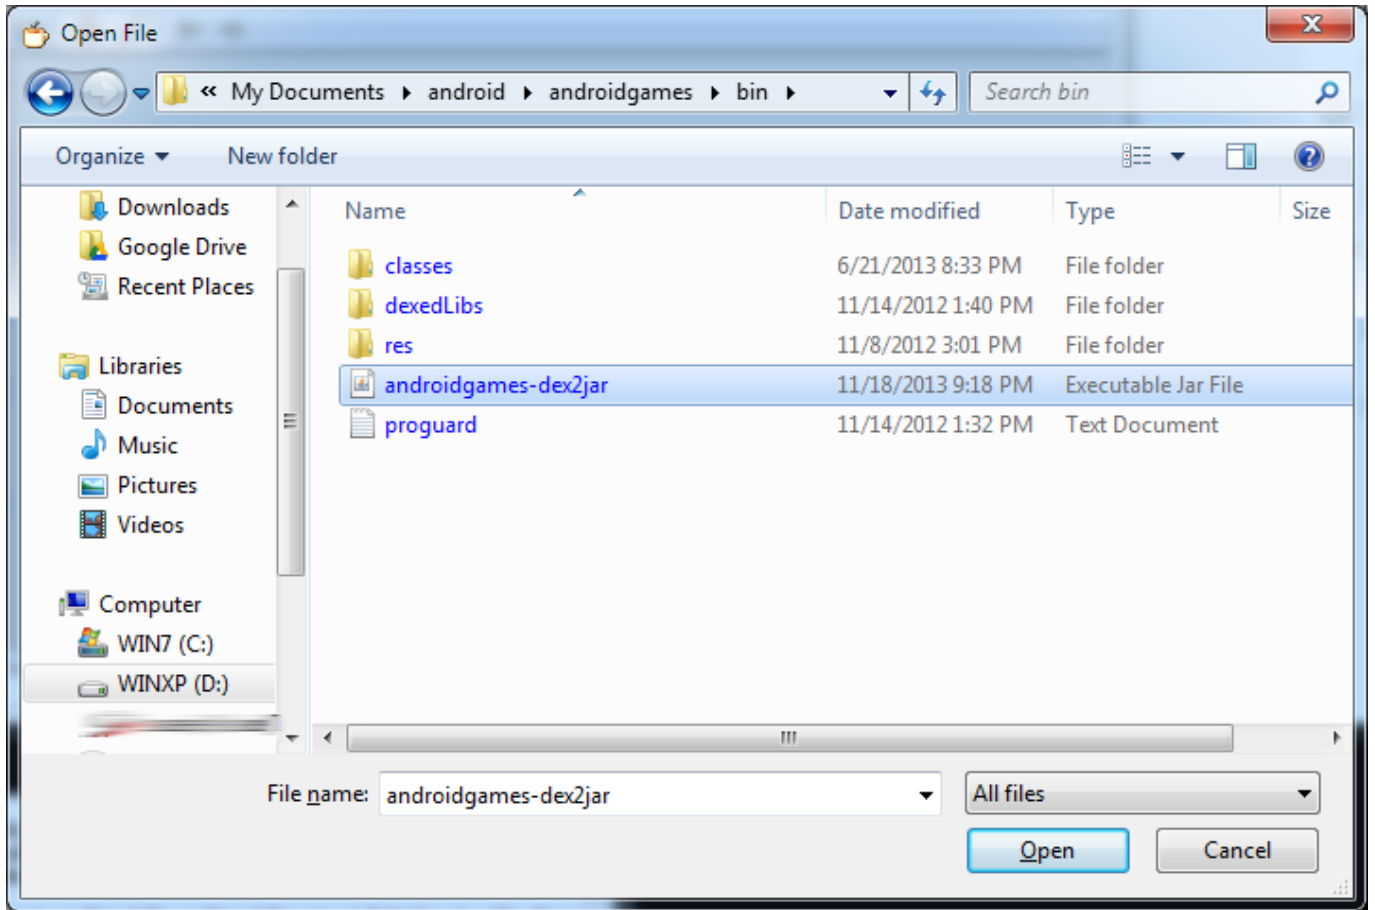 Open File
« My Documents android androidgames bin Search bin
Organize New folder
Name Date modified Type Size
Downloads
Google Drive
Recent Places
Libraries
Documents
Music
Pictures
Videos
Computer
WIN7 (C:)
WINXP (D:)
classes 6/21/2013 8:33 PM File folder
dexedLibs 11/14/2012 1:40 PM File folder
res 11/8/2012 3:01 PM File folder
androidgames-dex2jar 11/18/2013 9:18 PM Executable Jar File
proguard 11/14/2012 1:32 PM Text Document
File name: androidgames-dex2jar All files
Open Cancel